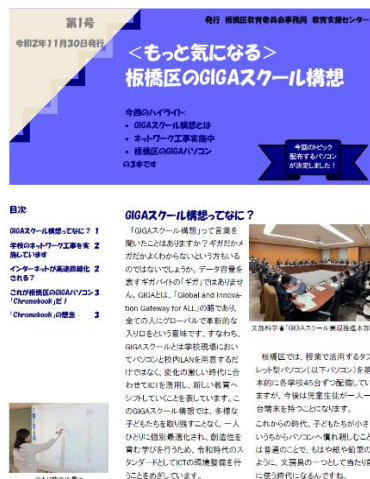 第1号
令和2年11月30日発行
発行 板橋区教育委員会事務局 教育支援センター
＜もっと気になる＞
板橋区のGIGAスクール構想
今回のハイライト:
• GIGAスクール構想とは
• ネットワーク工事実施中
• 板橋区のGIGAパソコン
の3本です
今回のトピック
配布するパソコン
が決定しました！
目次:
GIGAスクール構想ってなに？ 1
学校のネットワーク工事を実 2
施しています
インターネットが高速回線化 2
される？
これが板橋区のGIGAパソコン 3
「Chromebook」だ！
「Chromebook」の懸念 3
GIGAスクール構想ってなに？
「GIGAスクール構想」って言葉を
聞いたことはありますか？ギガだかメ
ガだかよくわからないという方もいる
のではないでしょうか。データ容量を
表すギガバイトの「ギガ」ではありませ
ん。GIGAは、「Global and Innova-
tion Gateway for ALL」の略であり、
全ての人にグローバルで革新的な
入り口をという意味です。すなわち、
GIGAスクールとは学校現場におい
てパソコンと校内LANを用意するだ
けではなく、変化の激しい時代に合
わせてICTを活用し、新しい教育へ
シフトしていくことを表しています。こ
のGIGAスクール構想では、多様な
子どもたちを取り残すことなく、一人
ひとりに個別最適化され、創造性を
育む学びを行うため、令和時代のス
タンダードとしてICTの環境整備を行
うことをめざしています。
文部科学省「GIGAスクール実現推進本部」
板橋区では、授業で活用するタブ
レット型パソコン（以下パソコン）を基
本的に各学校45台ずつ配備してい
ますが、今後は児童生徒が一人一
台端末を持つことになります。
これからの時代、子どもたちが小さ
いうちからパソコンへ慣れ親しむこと
は普通のことで、もはや紙や鉛筆の
ように、文房具の一つとして当たり前
に使う時代になるんですね。